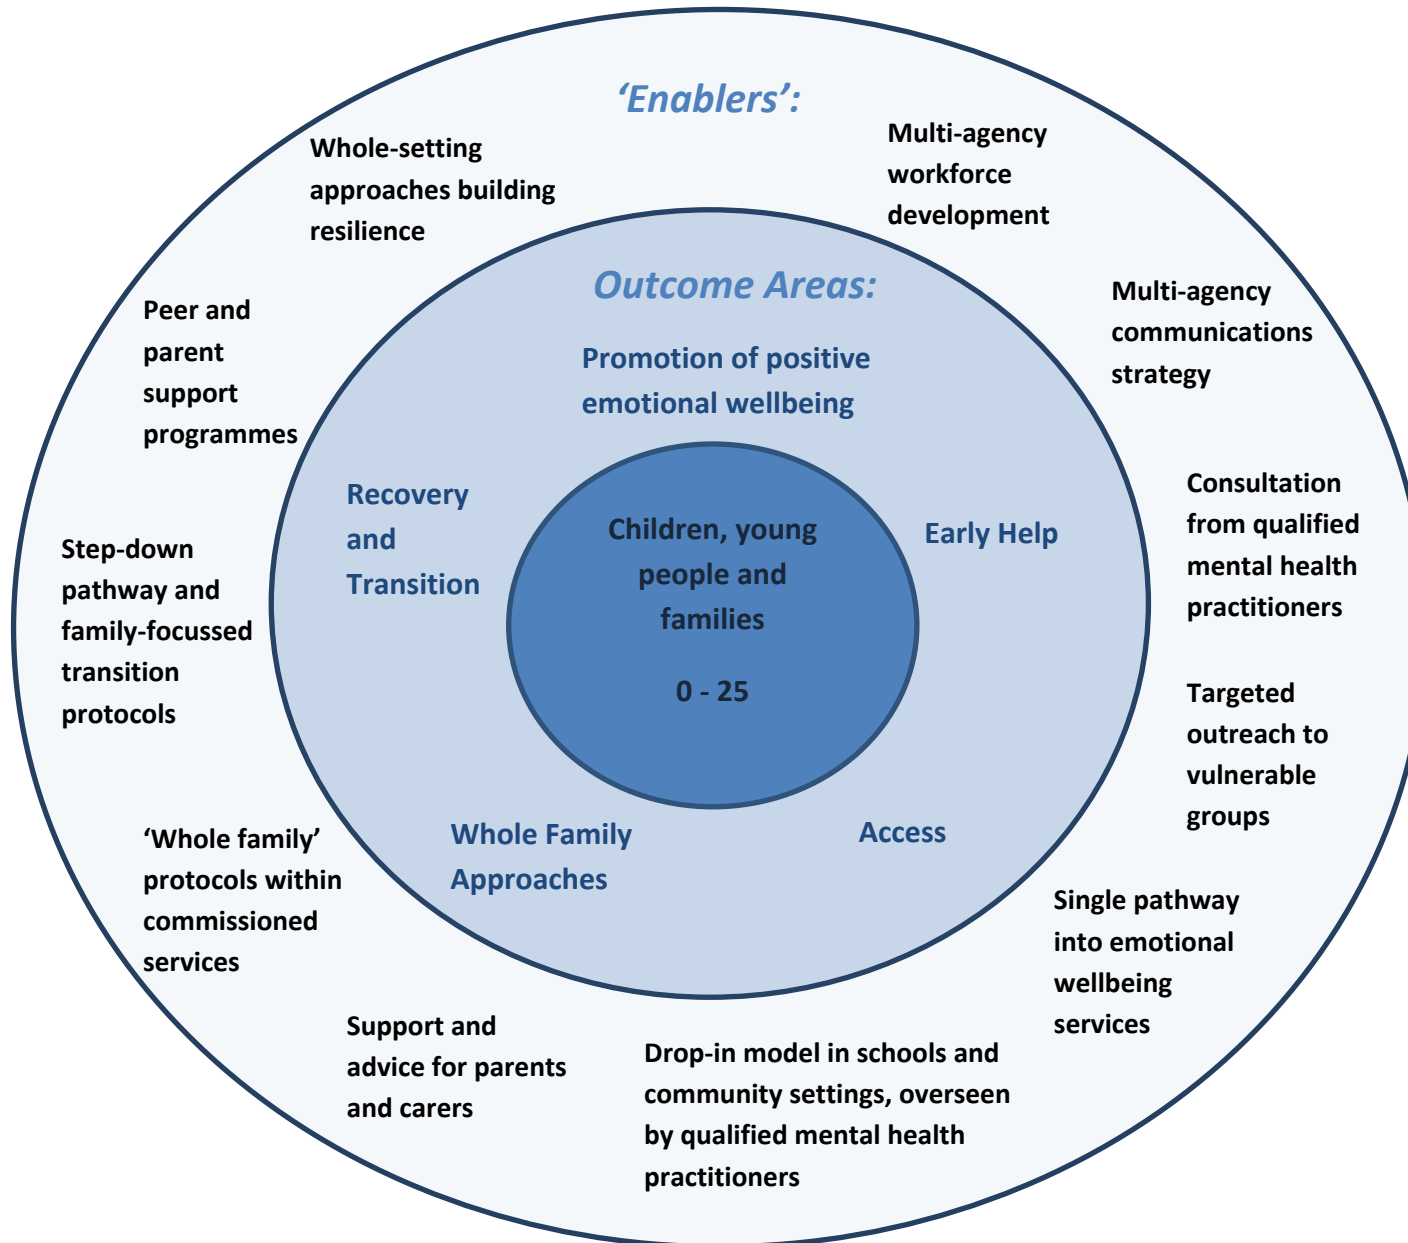 ‘Enablers’:
Whole-setting
approaches building
resilience
Multi-agency
workforce
development
Peer and
parent
support
programmes
Multi-agency
communications
strategy
Outcome Areas:
Promotion of positive
emotional wellbeing
Recovery
and
Transition
Early Help
Children, young
people and
families
0 - 25
Whole Family
Approaches
Access
Consultation
from qualified
mental health
practitioners
Step-down
pathway and
family-focussed
transition
protocols
Targeted
outreach to
vulnerable
groups
‘Whole family’
protocols within
commissioned
services
Single pathway
into emotional
wellbeing
services
Support and
advice for parents
and carers
Drop-in model in schools and
community settings, overseen
by qualified mental health
practitioners